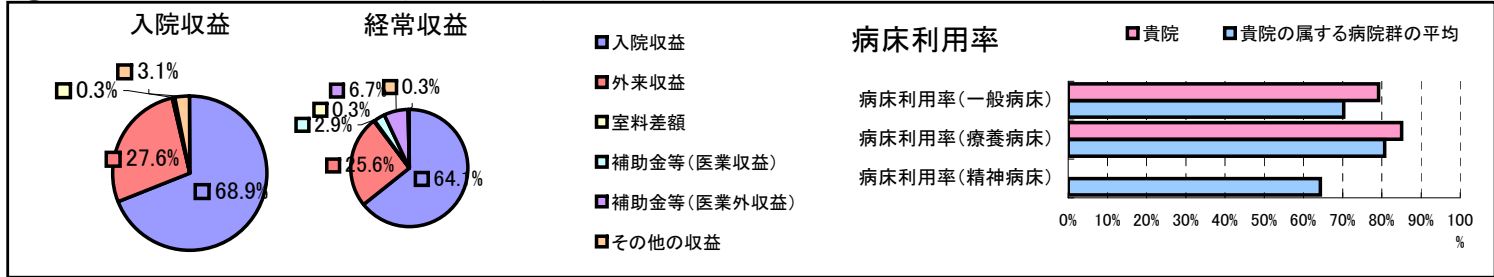 入院収益
3.1%
0.3%
27.6%
68.9%
経常収益
6.7%
0.3%
0.3%
2.9%
25.6%
64.1%
入院収益
外来収益
室料差額
補助金等(医業収益)
補助金等(医業外収益)
その他の収益
病床利用率
貴院
貴院の属する病院群の平均
病床利用率(一般病床)
病床利用率(療養病床)
病床利用率(精神病床)
0% 10% 20% 30% 40% 50% 60% 70% 80% 90% 100
%